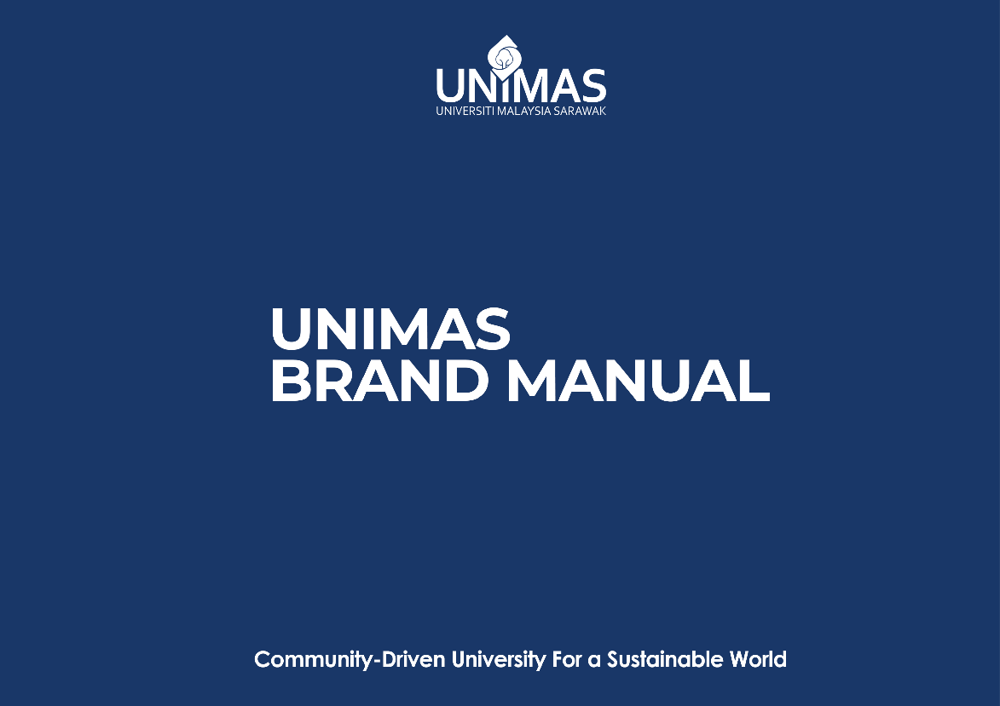 UNIMAS
UNIVERSITI MALAYSIA SARAWAK
UNIMAS
BRAND MANUAL
Community-Driven University For a Sustainable World